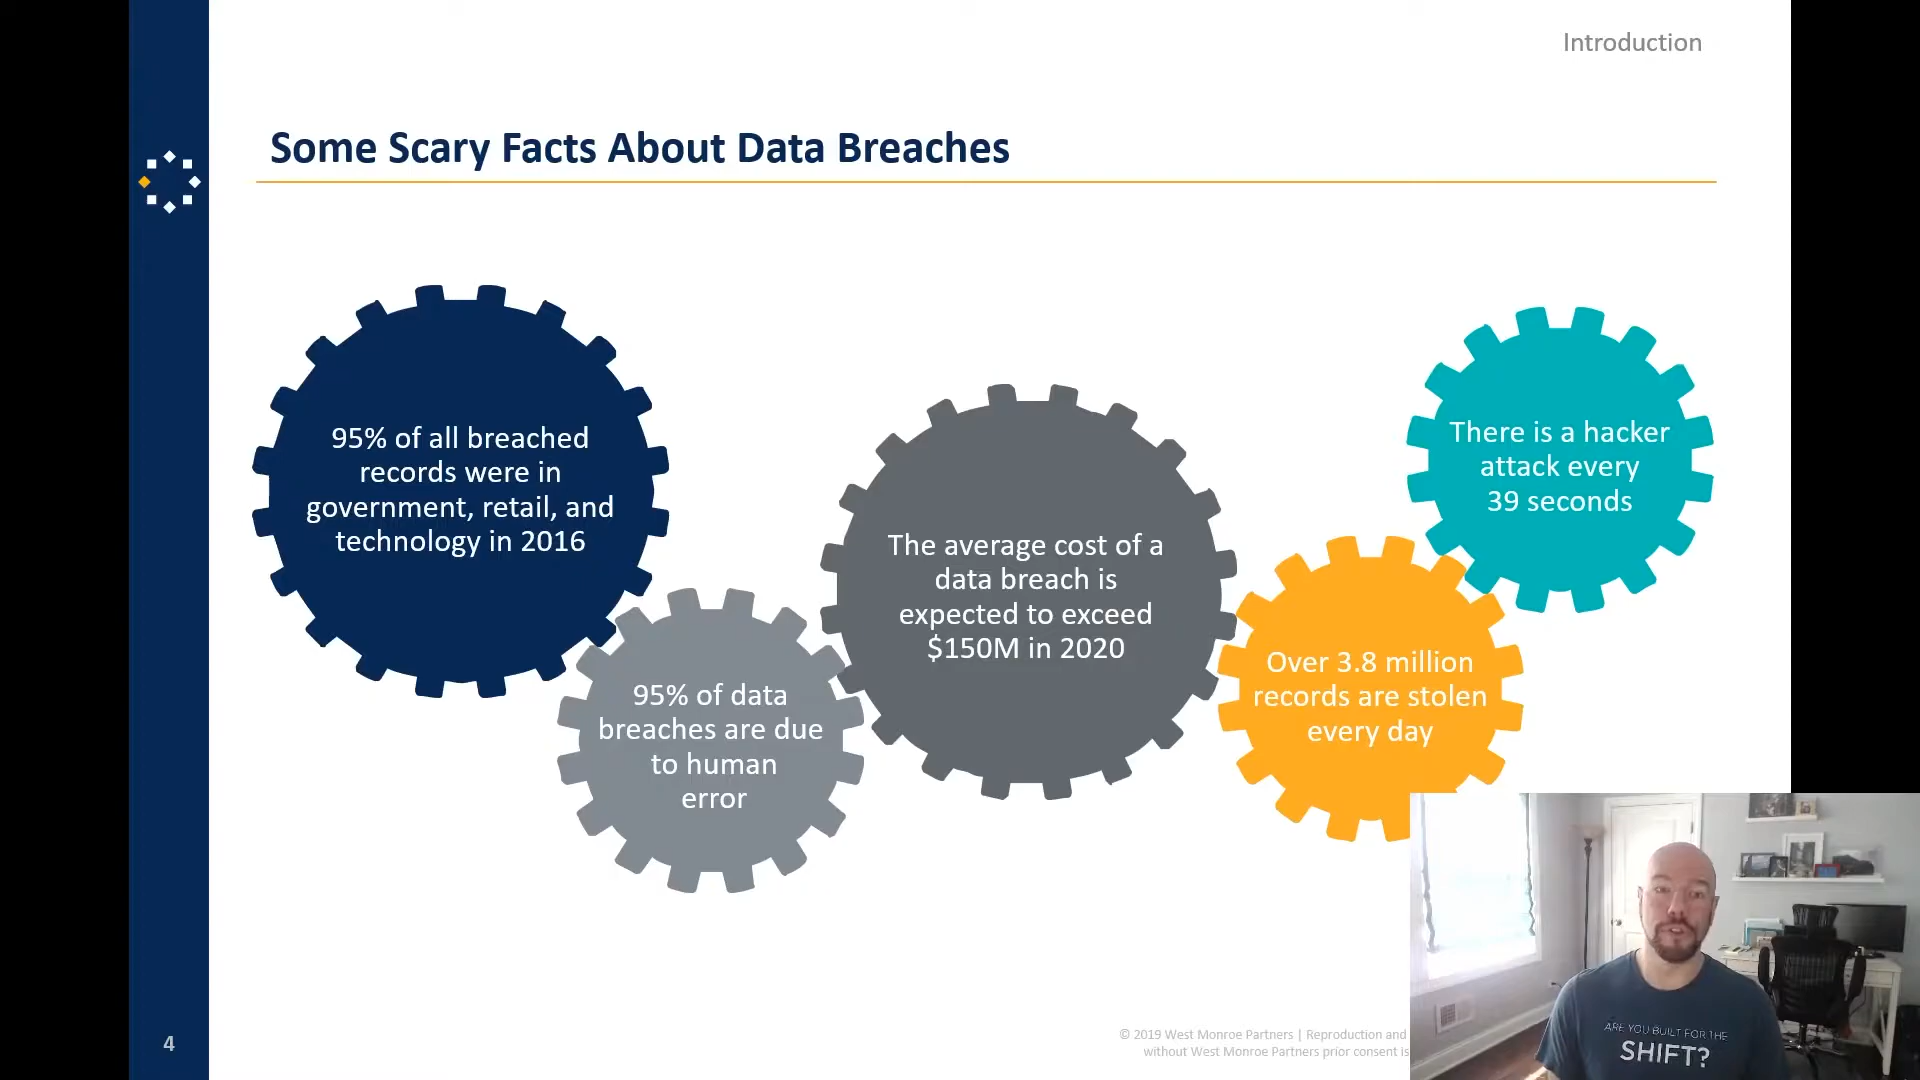 Introduction
Some Scary Facts About Data Breaches
95% of all breached
records were in
government, retail, and
technology in 2016
95% of data
breaches are due
to human
error
The average cost of a
data breach is
expected to exceed
$150M in 2020
Over 3.8 million
records are stolen
every day
There is a hacker
attack every
39 seconds
4
© 2019 West Monroe Partners | Reproduction and
without West Monroe Partners prior consent is
ARE YOU BUILT FOR THE
SHIFT?